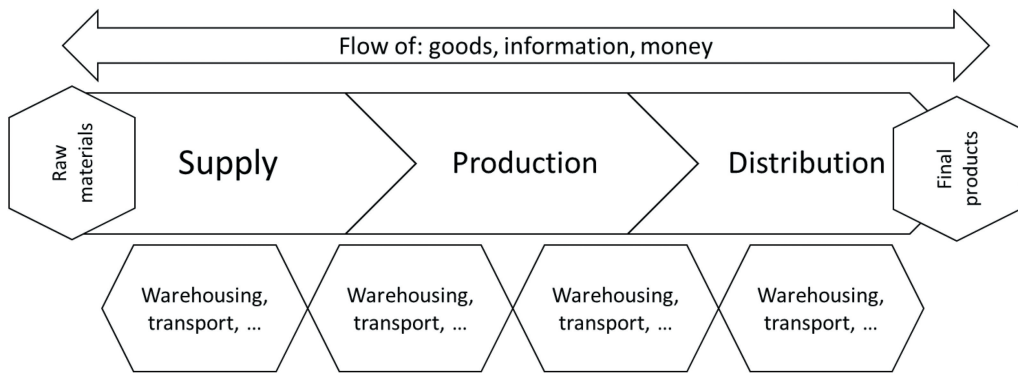 Flow of: goods, information, money
Raw
materials
Supply
Production
Distribution
Final
products
Warehousing,
transport, ...
Warehousing,
transport, ...
Warehousing,
transport, ...
Warehousing,
transport, ...